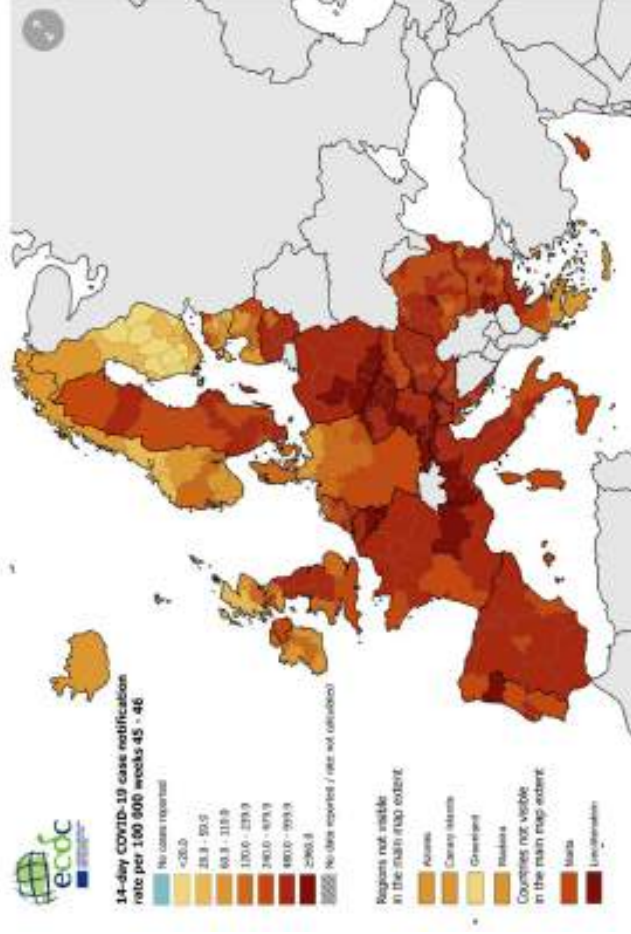 ecdc
14-day COVID-19 case notification
rate per 100 000 weeks 45 - 46
No cases reported
<20.0
20.0 - 59.9
60.0 - 119.9
120.0 - 239.9
240.0 - 479.9
480.0 - 959.9
≥960.0
No data reported / rate not calculated
Regions not visible
in the main map extent
Azores
Canary Islands
Greenland
Madeira
Countries not visible
in the main map extent
Malta
Liechtenstein